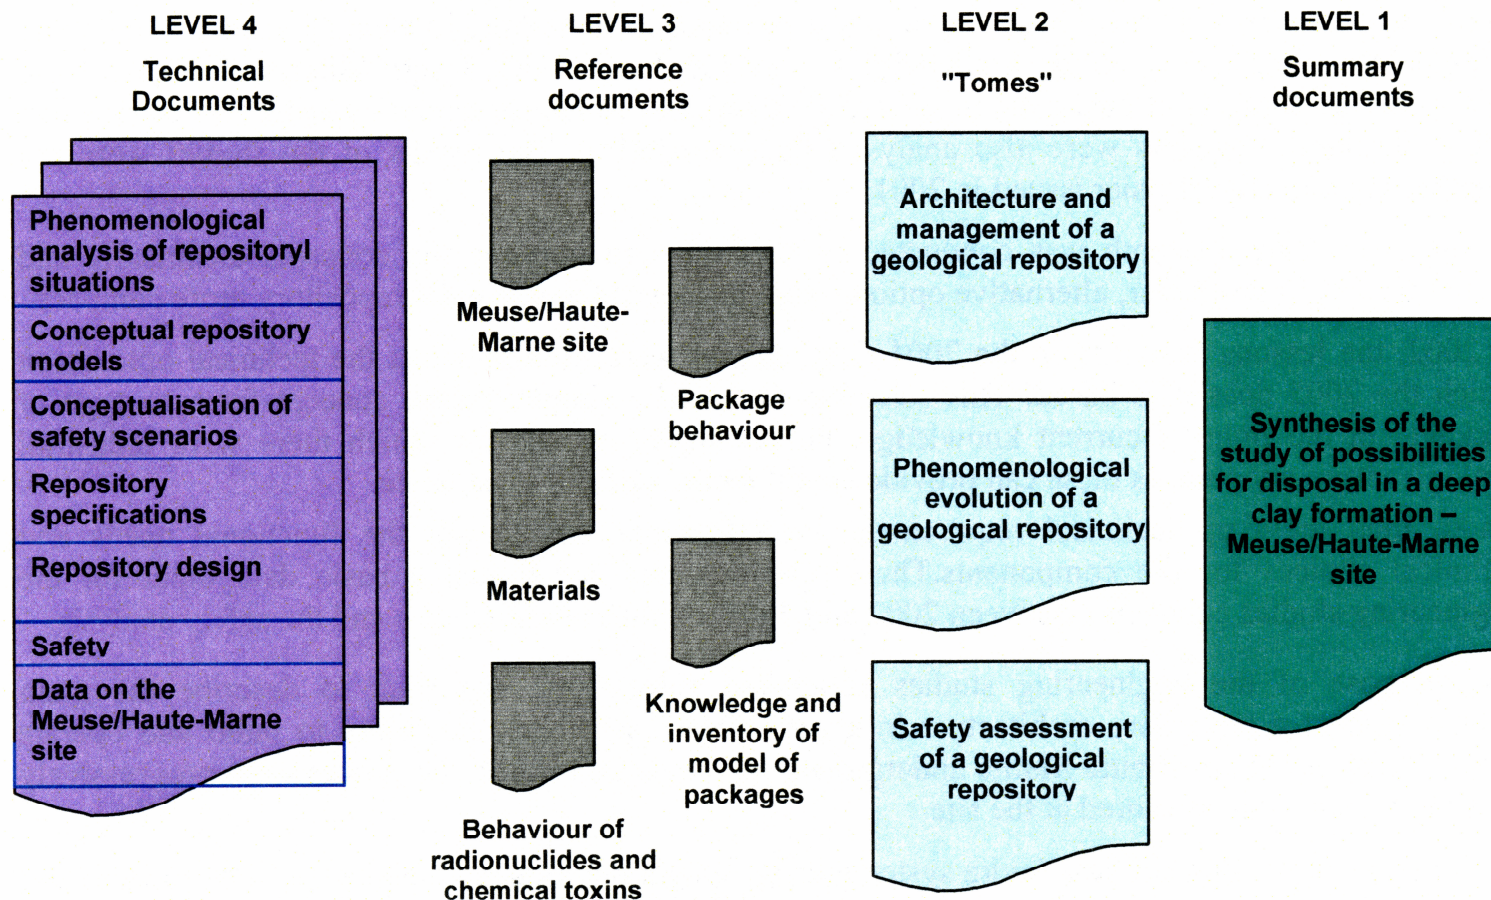 LEVEL 4
Technical
Documents
Phenomenological
analysis of repositoryl
situations
Conceptual repository
models
Conceptualisation of
safety scenarios
Repository
specifications
Repository design
Safety
Data on the
Meuse/Haute-Marne
site
LEVEL 3
Reference
documents
Meuse/Haute-
Marne site
Package
behaviour
Materials
Knowledge and
inventory of
model of
packages
Behaviour of
radionuclides and
chemical toxins
LEVEL 2
"Tomes"
Architecture and
management of a
geological repository
Phenomenological
evolution of a
geological repository
Safety assessment
of a geological
repository
LEVEL 1
Summary
documents
Synthesis of the
study of possibilities
for disposal in a deep
clay formation –
Meuse/Haute-Marne
site